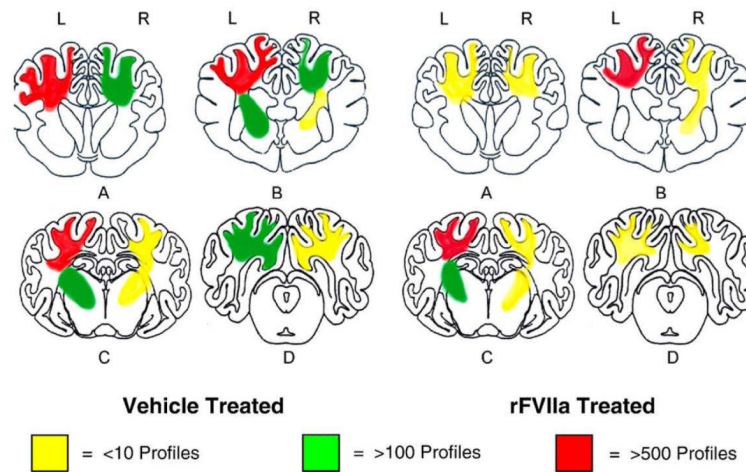 L R L R L R L R
A B A B
C D C D
Vehicle Treated rFVIIa Treated
= <10 Profiles = >100 Profiles = >500 Profiles